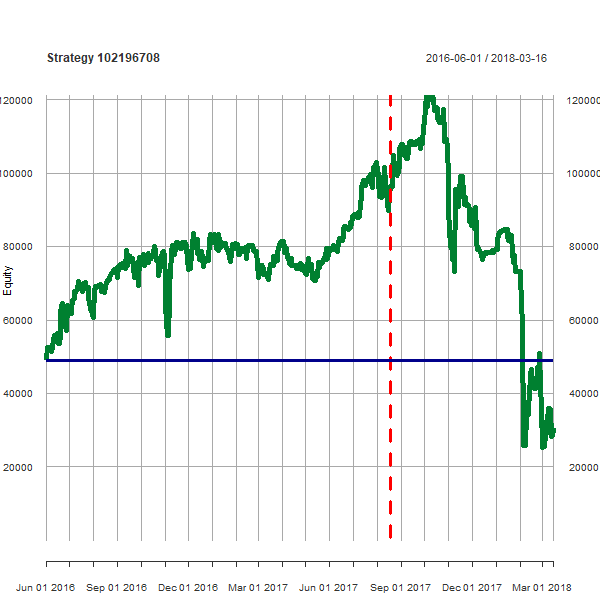 Strategy 102196708
2016-06-01 / 2018-03-16
120000
120000
100000
100000
80000
80000
Equity
60000
60000
40000
40000
20000
20000
Jun 01 2016
Sep 01 2016
Dec 01 2016
Mar 01 2017
Jun 01 2017
Sep 01 2017
Dec 01 2017
Mar 01 2018